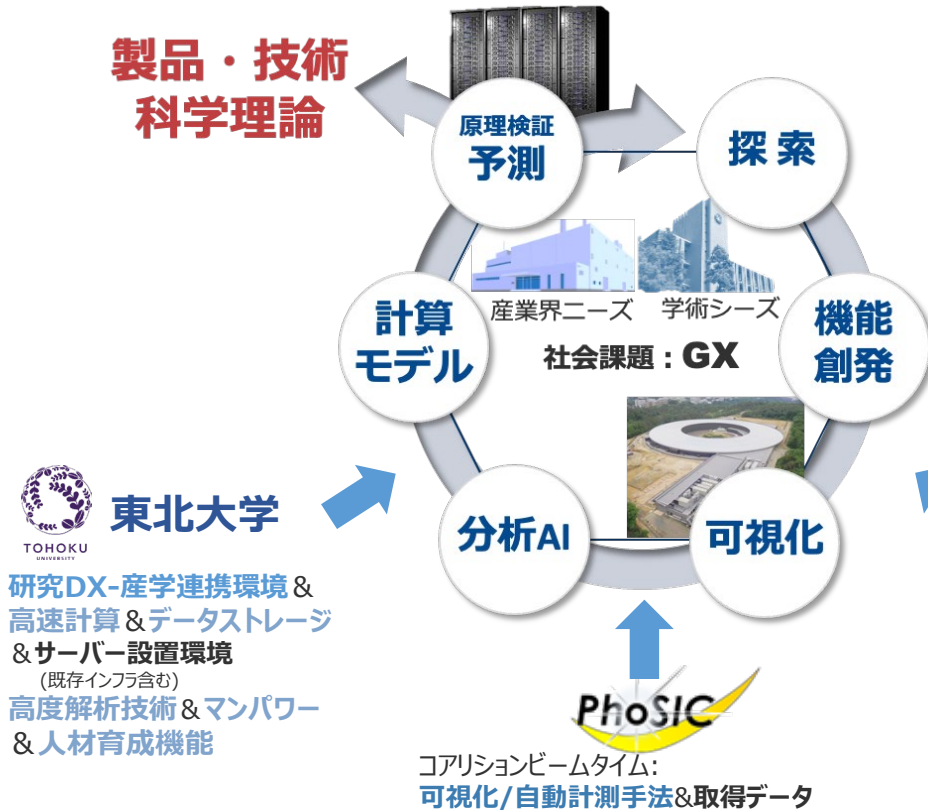 製品・技術
科学理論
原理検証
予測
探 索
産業界ニーズ
学術シーズ
社会課題：GX
計算
モデル
機能
創発
分析AI
可視化
TOHOKU
UNIVERSITY
東北大学
研究DX-産学連携環境＆
高速計算＆データストレージ
＆サーバー設置環境
(既存インフラ含む)
高度解析技術＆マンパワー
＆人材育成機能
PhoSIC
コアリションビームタイム:
可視化/自動計測手法&取得データ